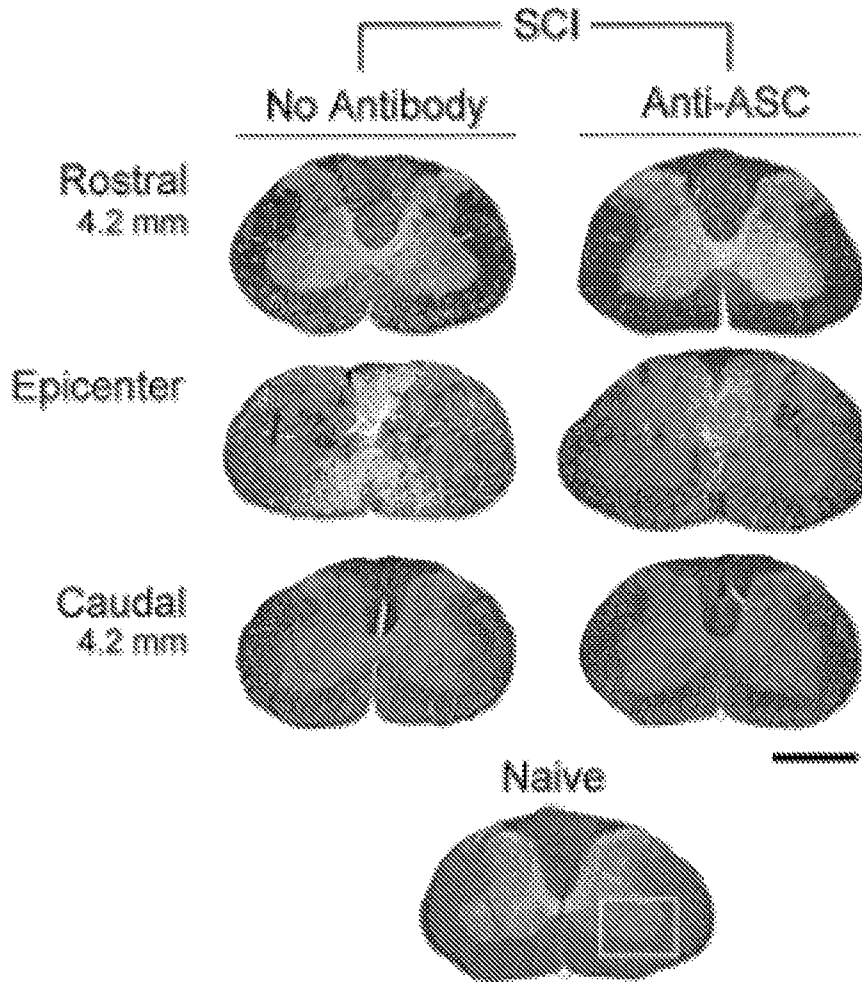 SCI
No Antibody
Anti-ASC
Rostral
4.2 mm
Epicenter
Caudal
4.2 mm
Naive